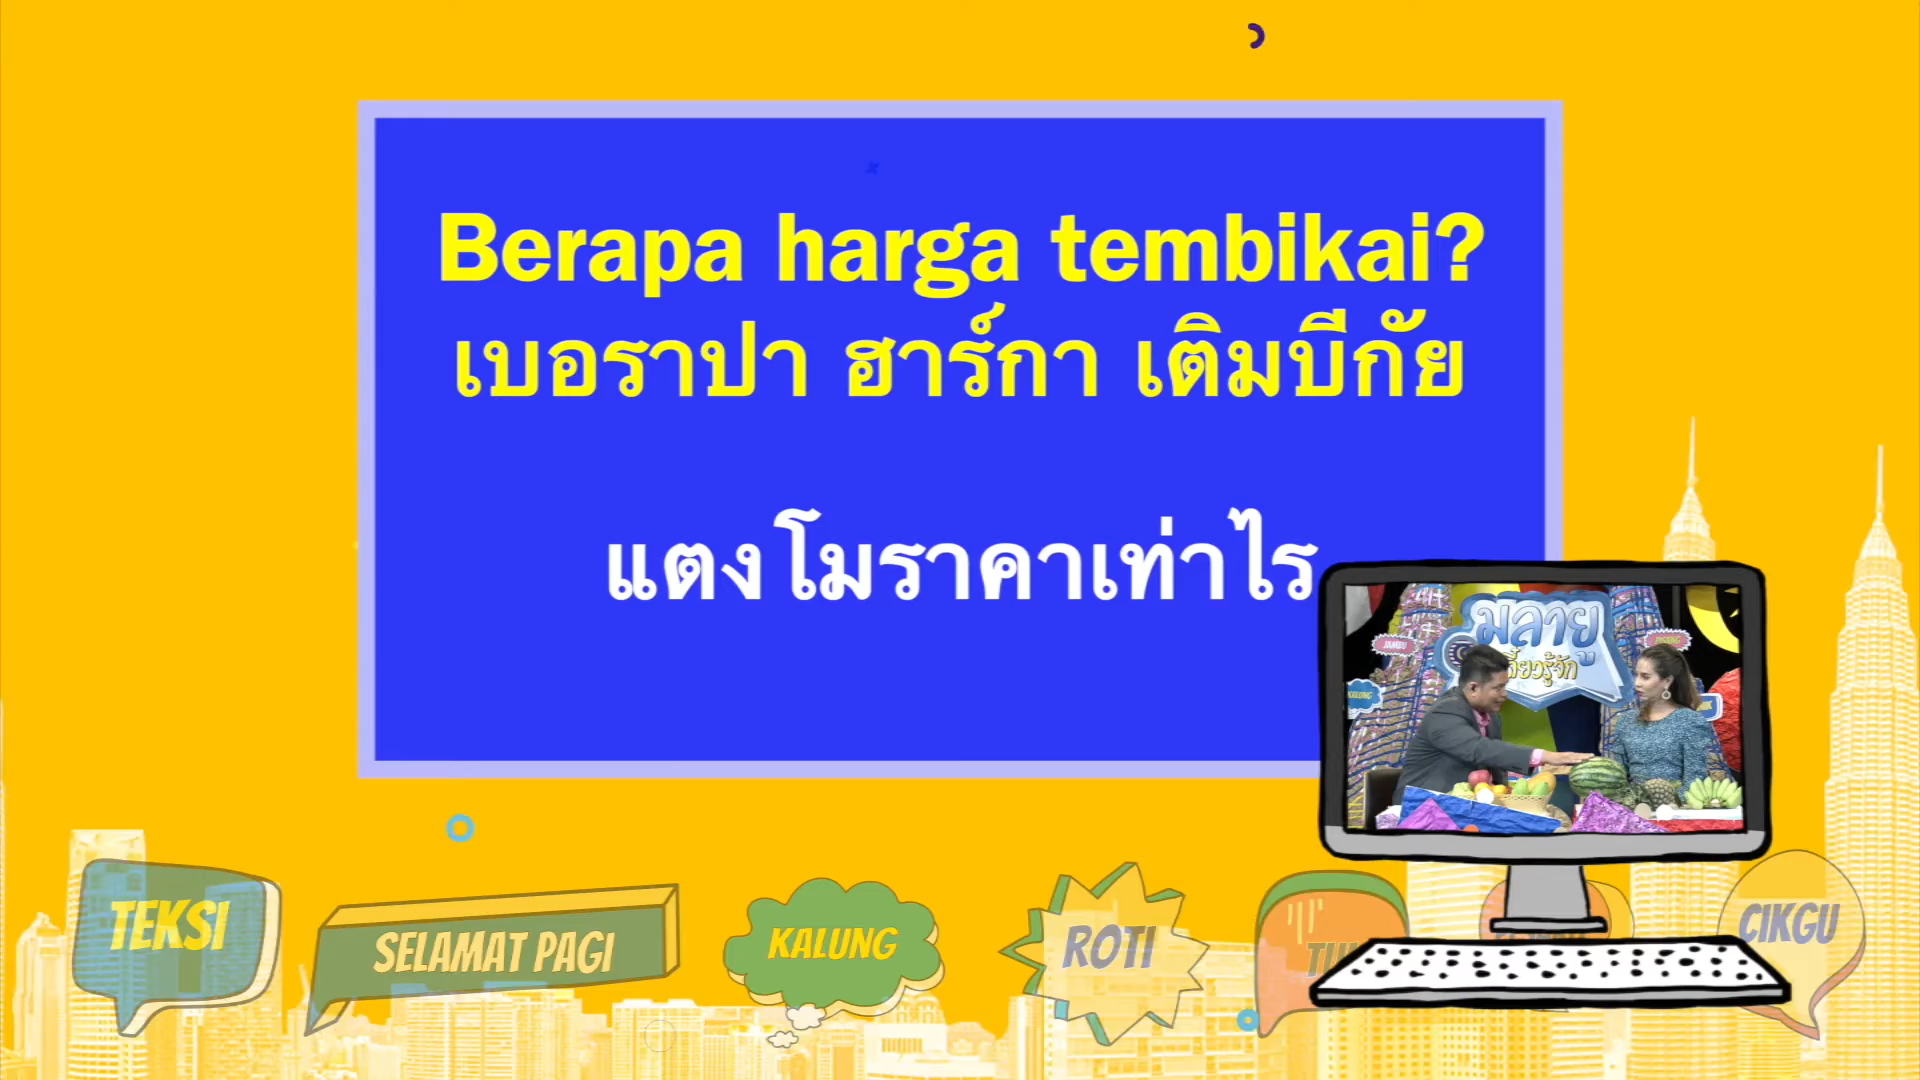 Berapa harga tembikai?
เบอราปา ฮาร์กา เติมบีกัย
แตงโมราคาเท่าไร
มลายู
JAMBU
TEKSI
SELAMAT PAGI
KALUNG
ROTI
CIKGU